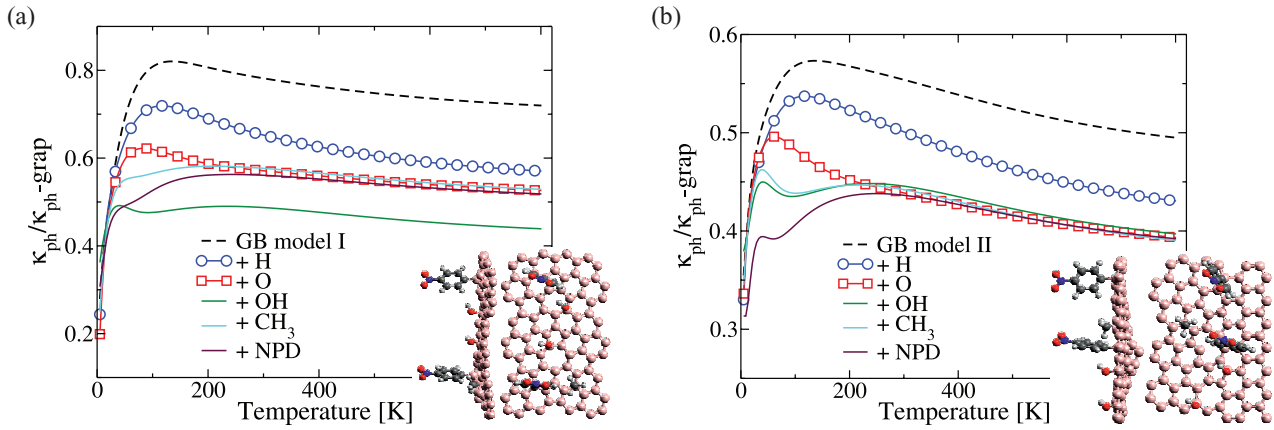 (a)
κph/κph-grap
0.8
0.6
0.4
0.2
GB model I
+ H
+ O
+ OH
+ CH3
+ NPD
0
200
400
Temperature [K]
(b)
κph/κph-grap
0.6
0.5
0.4
0.3
GB model II
+ H
+ O
+ OH
+ CH3
+ NPD
0
200
400
Temperature [K]